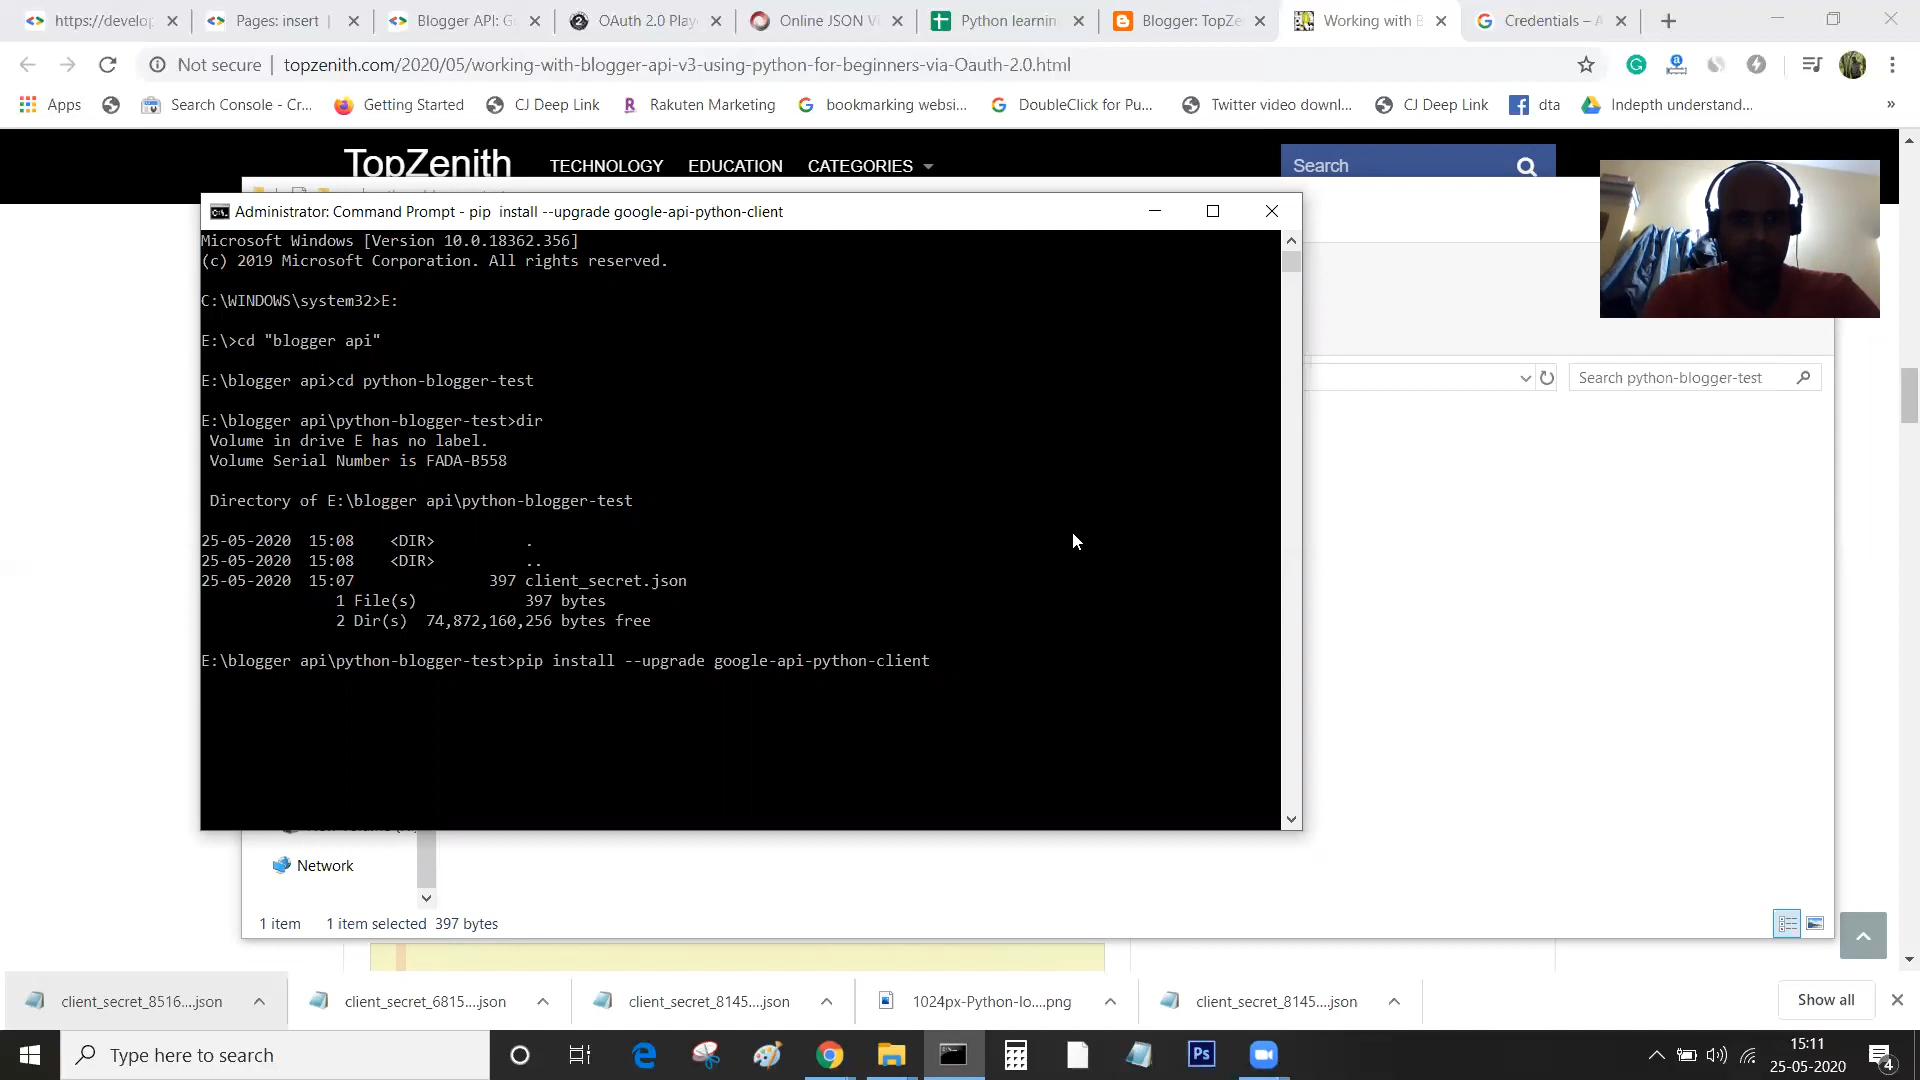 https://develop
Pages: insert
Blogger API: G
OAuth 2.0 Play
Online JSON Vi
Python learnin
Blogger: TopZe
Working with B
Credentials – A
Not secure
topzenith.com/2020/05/working-with-blogger-api-v3-using-python-for-beginners-via-Oauth-2.0.html
Apps
Search Console - Cr...
Getting Started
CJ Deep Link
Rakuten Marketing
bookmarking websi...
DoubleClick for Pu...
Twitter video downl...
CJ Deep Link
dta
Indepth understand...
»
TopZenith
TECHNOLOGY
EDUCATION
CATEGORIES
Search
Administrator: Command Prompt - pip install --upgrade google-api-python-client
Microsoft Windows [Version 10.0.18362.356]
(c) 2019 Microsoft Corporation. All rights reserved.
C:\WINDOWS\system32>E:
E:\>cd "blogger api"
E:\blogger api>cd python-blogger-test
E:\blogger api\python-blogger-test>dir
Volume in drive E has no label.
Volume Serial Number is FADA-B558
Directory of E:\blogger api\python-blogger-test
25-05-2020 15:08 <DIR> .
25-05-2020 15:08 <DIR> ..
25-05-2020 15:07 397 client_secret.json
1 File(s) 397 bytes
2 Dir(s) 74,872,160,256 bytes free
E:\blogger api\python-blogger-test>pip install --upgrade google-api-python-client
Search python-blogger-test
Network
1 item
1 item selected 397 bytes
client_secret_8516....json
client_secret_6815....json
client_secret_8145....json
1024px-Python-lo....png
client_secret_8145....json
Show all
Type here to search
Ps
15:11
25-05-2020
4